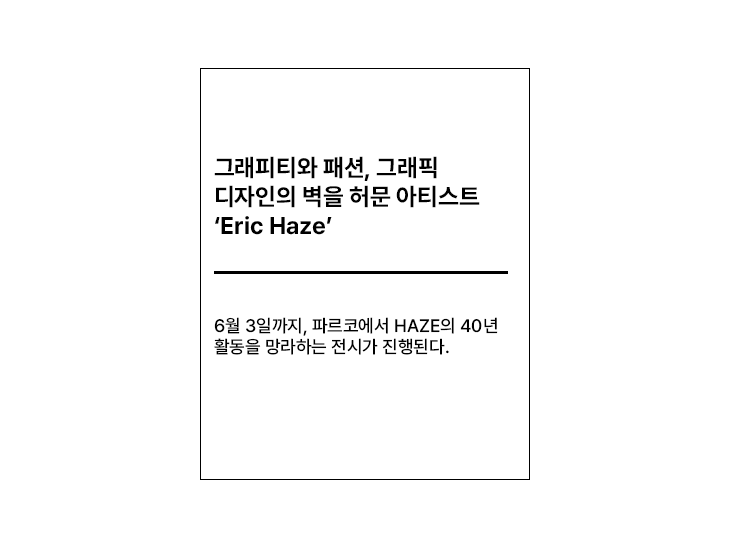 그래피티와 패션, 그래픽
디자인의 벽을 허문 아티스트
‘Eric Haze’
6월 3일까지, 파르코에서 HAZE의 40년
활동을 망라하는 전시가 진행된다.